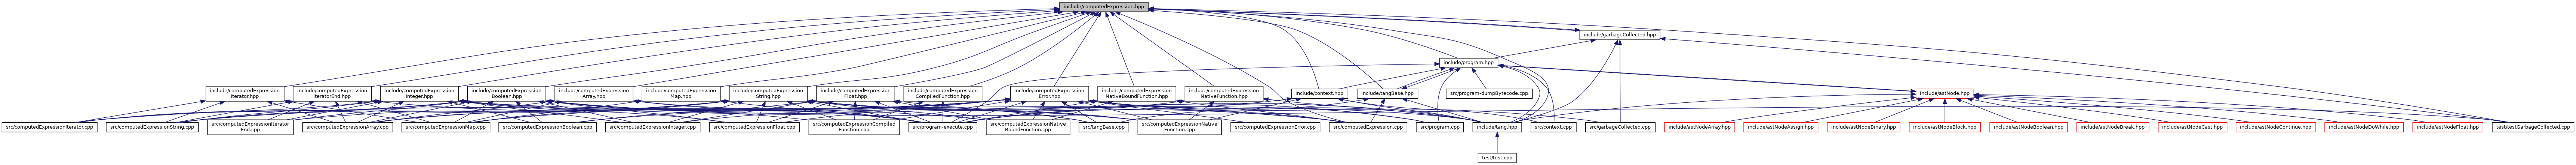 include/computedExpression.hpp
include/garbageCollected.hpp
include/program.hpp
include/computedExpression
Iterator.hpp
include/computedExpression
IteratorEnd.hpp
include/computedExpression
Integer.hpp
include/computedExpression
Boolean.hpp
include/computedExpression
Array.hpp
include/computedExpression
Map.hpp
include/computedExpression
String.hpp
include/computedExpression
Float.hpp
include/computedExpression
CompiledFunction.hpp
include/computedExpression
Error.hpp
include/computedExpression
NativeBoundFunction.hpp
include/computedExpression
NativeFunction.hpp
include/context.hpp
include/tangBase.hpp
src/program-dumpBytecode.cpp
include/astNode.hpp
src/computedExpressionIterator.cpp
src/computedExpressionString.cpp
src/computedExpressionIterator
End.cpp
src/computedExpressionArray.cpp
src/computedExpressionMap.cpp
src/computedExpressionBoolean.cpp
src/computedExpressionInteger.cpp
src/computedExpressionFloat.cpp
src/computedExpressionCompiled
Function.cpp
src/program-execute.cpp
src/computedExpressionNative
BoundFunction.cpp
src/tangBase.cpp
src/computedExpressionNative
Function.cpp
src/computedExpressionError.cpp
src/computedExpression.cpp
src/program.cpp
include/tang.hpp
src/context.cpp
src/garbageCollected.cpp
include/astNodeArray.hpp
include/astNodeAssign.hpp
include/astNodeBinary.hpp
include/astNodeBlock.hpp
include/astNodeBoolean.hpp
include/astNodeBreak.hpp
include/astNodeCast.hpp
include/astNodeContinue.hpp
include/astNodeDoWhile.hpp
include/astNodeFloat.hpp
test/testGarbageCollected.cpp
test/test.cpp